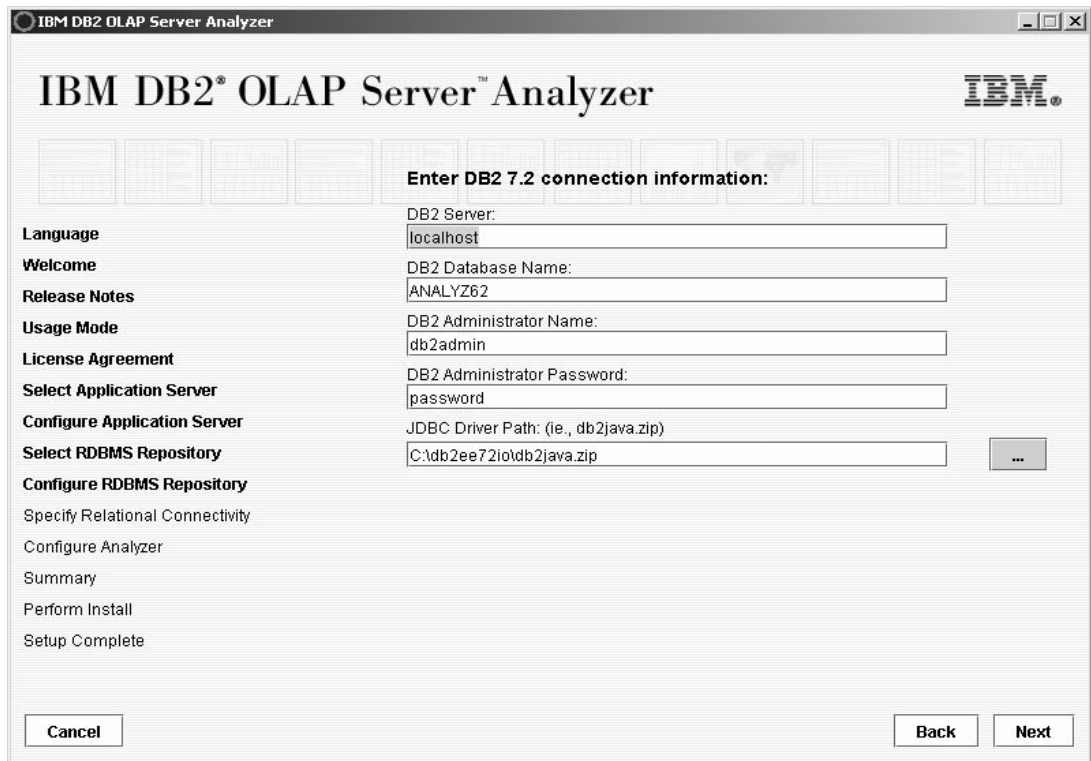 IBM DB2 OLAP Server Analyzer
IBM DB2® OLAP Server™ Analyzer
IBM®
Enter DB2 7.2 connection information:
Language
Welcome
Release Notes
Usage Mode
License Agreement
Select Application Server
Configure Application Server
Select RDBMS Repository
Configure RDBMS Repository
Specify Relational Connectivity
Configure Analyzer
Summary
Perform Install
Setup Complete
DB2 Server:
localhost
DB2 Database Name:
ANALYZ62
DB2 Administrator Name:
db2admin
DB2 Administrator Password:
password
JDBC Driver Path: (ie., db2java.zip)
C:\db2ee72io\db2java.zip
...
Cancel
Back
Next